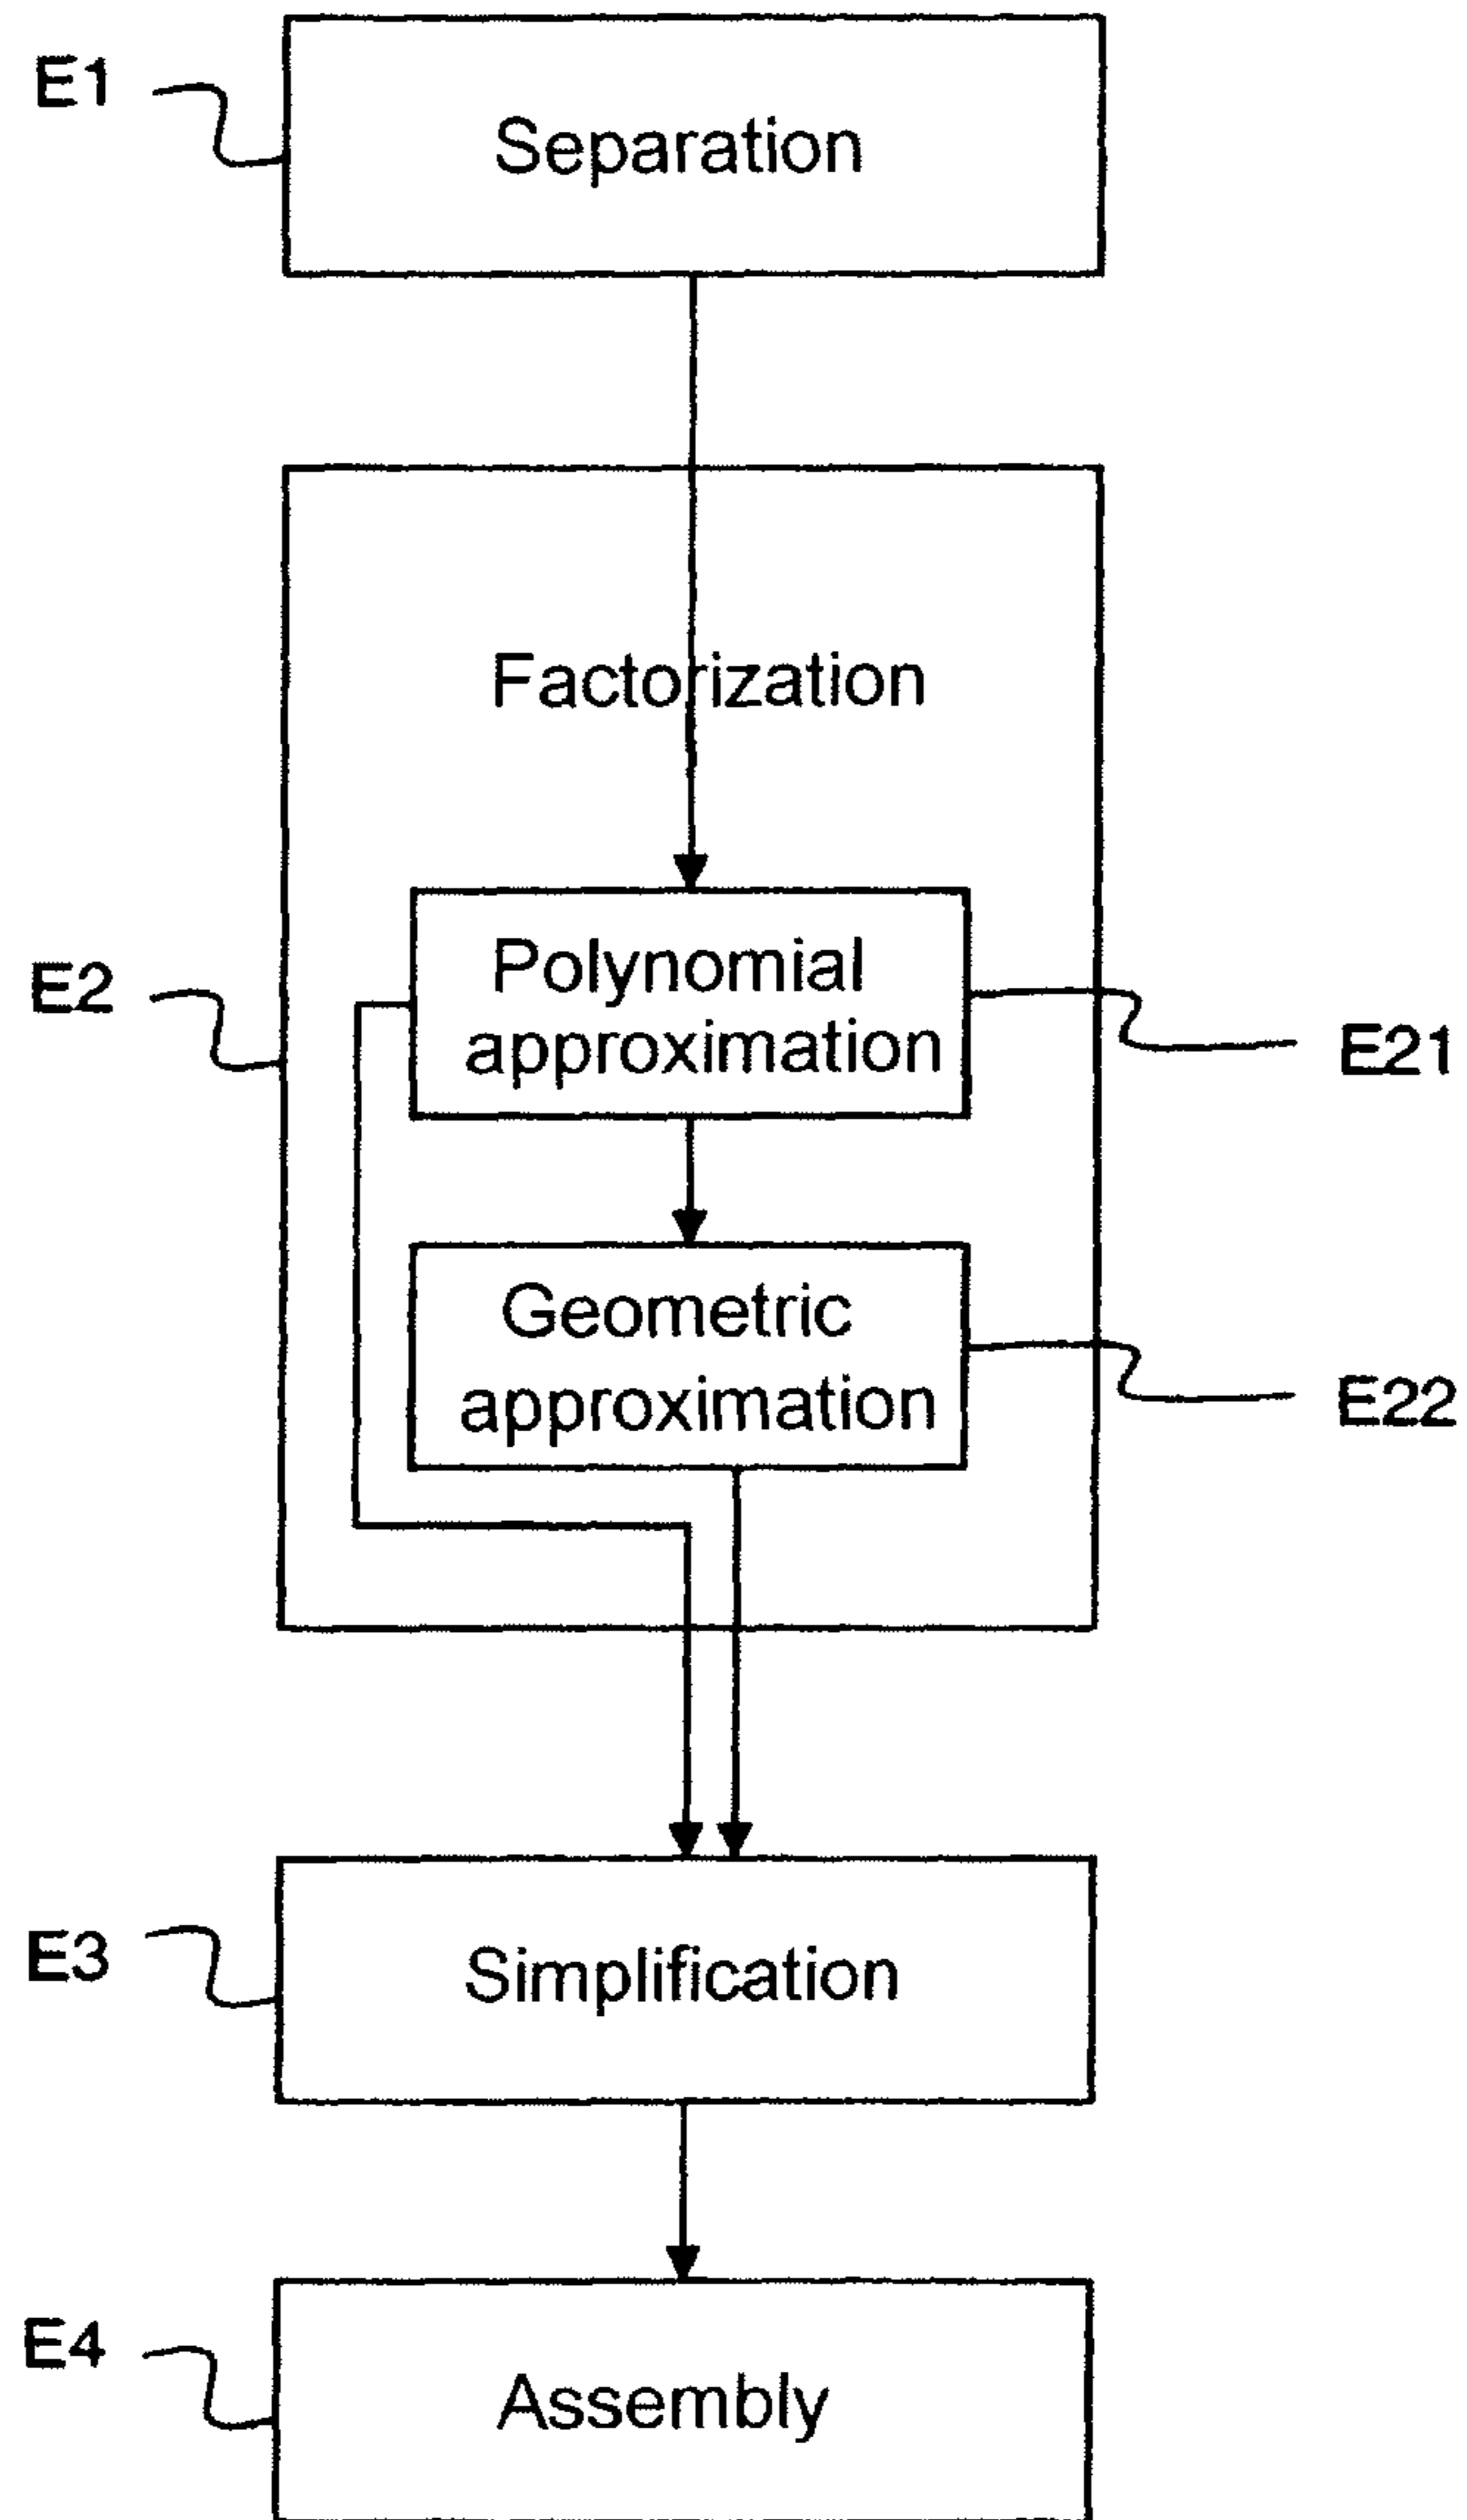 E1
Separation
Factorization
E2
Polynomial
approximation
E21
Geometric
approximation
E22
E3
Simplification
E4
Assembly